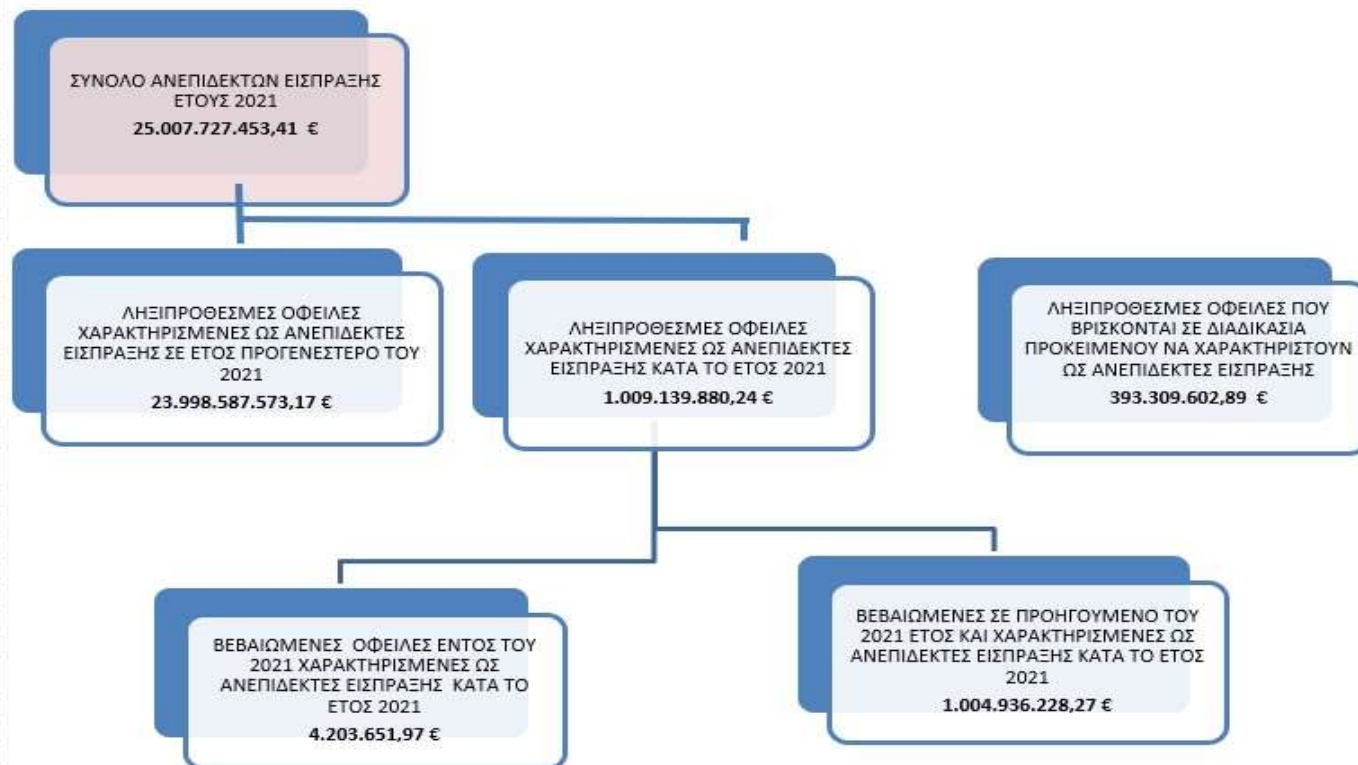 ΣΥΝΟΛΟ ΑΝΕΠΙΔΕΚΤΩΝ ΕΙΣΠΡΑΞΗΣ
ΕΤΟΥΣ 2021
25.007.727.453,41 €
ΛΗΞΙΠΡΟΘΕΣΜΕΣ ΟΦΕΙΛΕΣ
ΧΑΡΑΚΤΗΡΙΣΜΕΝΕΣ ΩΣ ΑΝΕΠΙΔΕΚΤΕΣ
ΕΙΣΠΡΑΞΗΣ ΣΕ ΕΤΟΣ ΠΡΟΓΕΝΕΣΤΕΡΟ ΤΟΥ
2021
23.998.587.573,17 €
ΛΗΞΙΠΡΟΘΕΣΜΕΣ ΟΦΕΙΛΕΣ
ΧΑΡΑΚΤΗΡΙΣΜΕΝΕΣ ΩΣ ΑΝΕΠΙΔΕΚΤΕΣ
ΕΙΣΠΡΑΞΗΣ ΚΑΤΑ ΤΟ ΕΤΟΣ 2021
1.009.139.880,24 €
ΛΗΞΙΠΡΟΘΕΣΜΕΣ ΟΦΕΙΛΕΣ ΠΟΥ
ΒΡΙΣΚΟΝΤΑΙ ΣΕ ΔΙΑΔΙΚΑΣΙΑ
ΠΡΟΚΕΙΜΕΝΟΥ ΝΑ ΧΑΡΑΚΤΗΡΙΣΤΟΥΝ
ΩΣ ΑΝΕΠΙΔΕΚΤΕΣ ΕΙΣΠΡΑΞΗΣ
393.309.602,89 €
ΒΕΒΑΙΩΜΕΝΕΣ ΟΦΕΙΛΕΣ ΕΝΤΟΣ ΤΟΥ
2021 ΧΑΡΑΚΤΗΡΙΣΜΕΝΕΣ ΩΣ
ΑΝΕΠΙΔΕΚΤΕΣ ΕΙΣΠΡΑΞΗΣ ΚΑΤΑ ΤΟ
ΕΤΟΣ 2021
4.203.651,97 €
ΒΕΒΑΙΩΜΕΝΕΣ ΣΕ ΠΡΟΗΓΟΥΜΕΝΟ ΤΟΥ
2021 ΕΤΟΣ ΚΑΙ ΧΑΡΑΚΤΗΡΙΣΜΕΝΕΣ ΩΣ
ΑΝΕΠΙΔΕΚΤΕΣ ΕΙΣΠΡΑΞΗΣ ΚΑΤΑ ΤΟ ΕΤΟΣ
2021
1.004.936.228,27 €